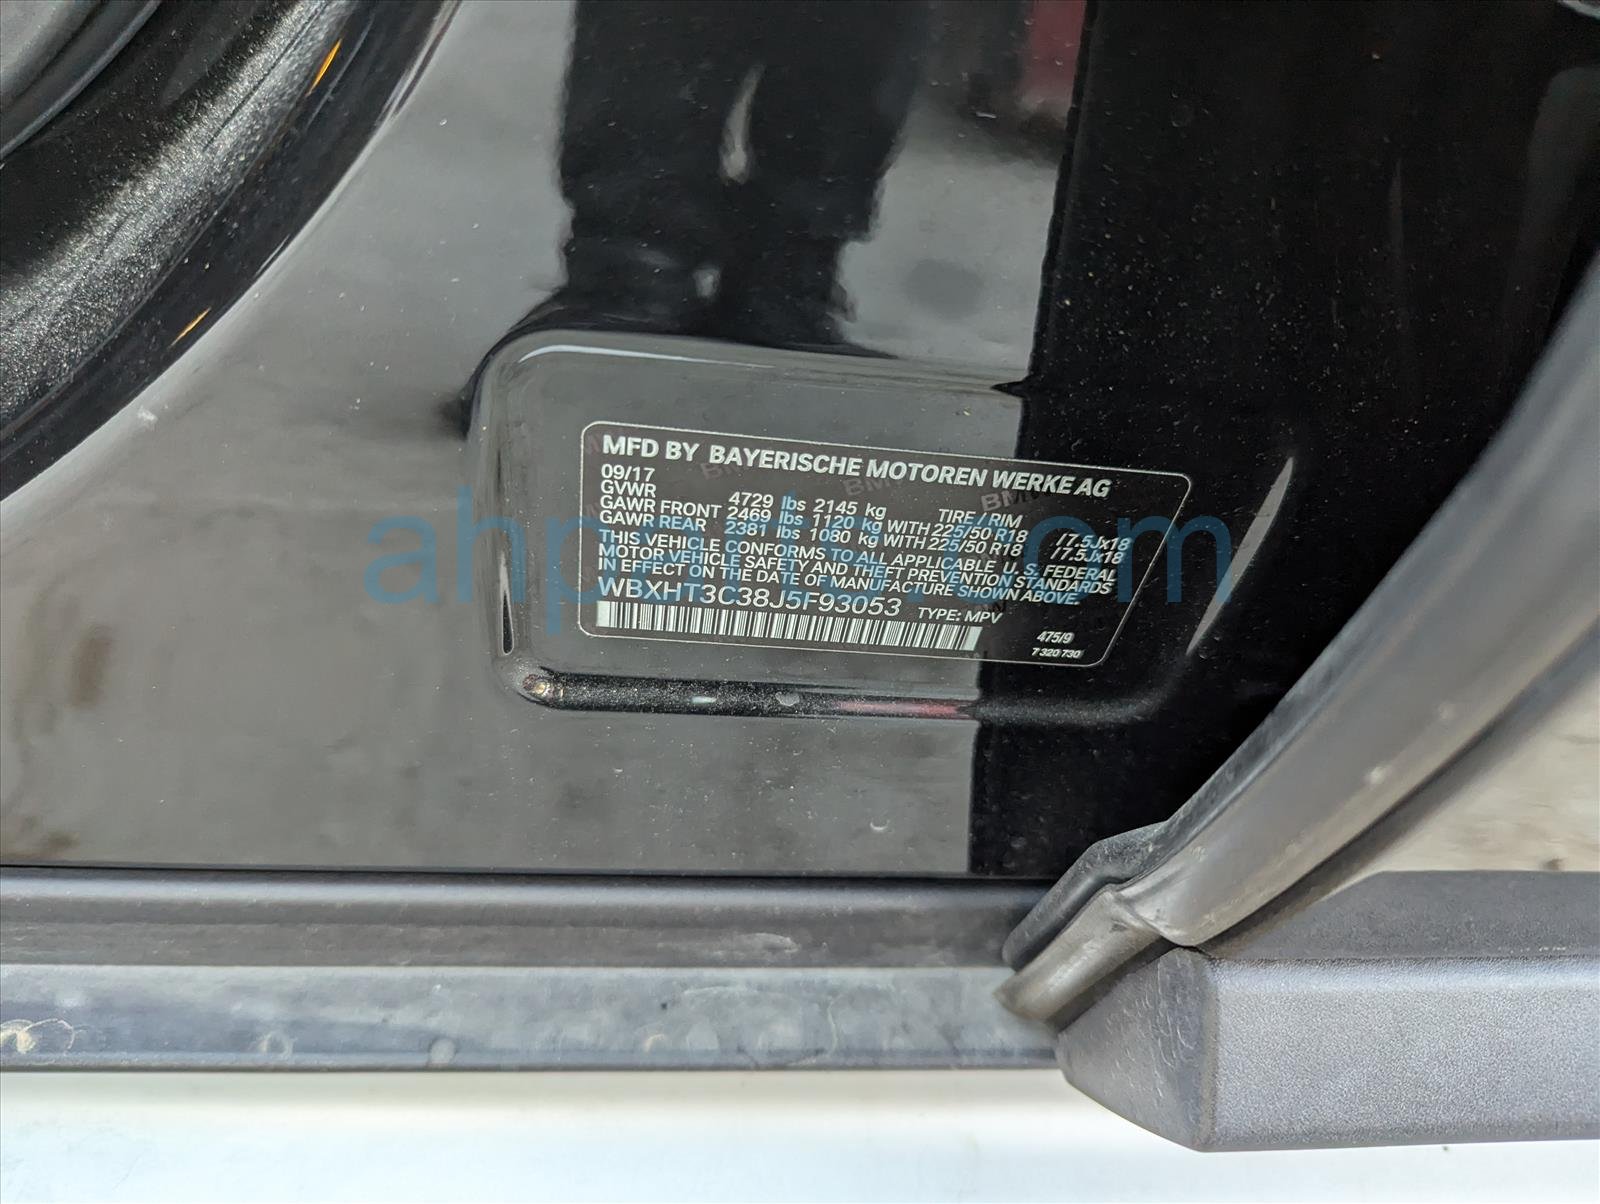 MFD BY BAYERISCHE MOTOREN WERKE AG
09/17
GVWR 4729 lbs 2145 kg TIRE / RIM
GAWR FRONT 2469 lbs 1120 kg WITH 225/50 R18 /7.5Jx18
GAWR REAR 2381 lbs 1080 kg WITH 225/50 R18 /7.5Jx18
THIS VEHICLE CONFORMS TO ALL APPLICABLE U. S. FEDERAL
MOTOR VEHICLE SAFETY AND THEFT PREVENTION STANDARDS
IN EFFECT ON THE DATE OF MANUFACTURE SHOWN ABOVE.
WBXHT3C38J5F93053 TYPE: MPV
475/9
7 320 730
ahparts.com